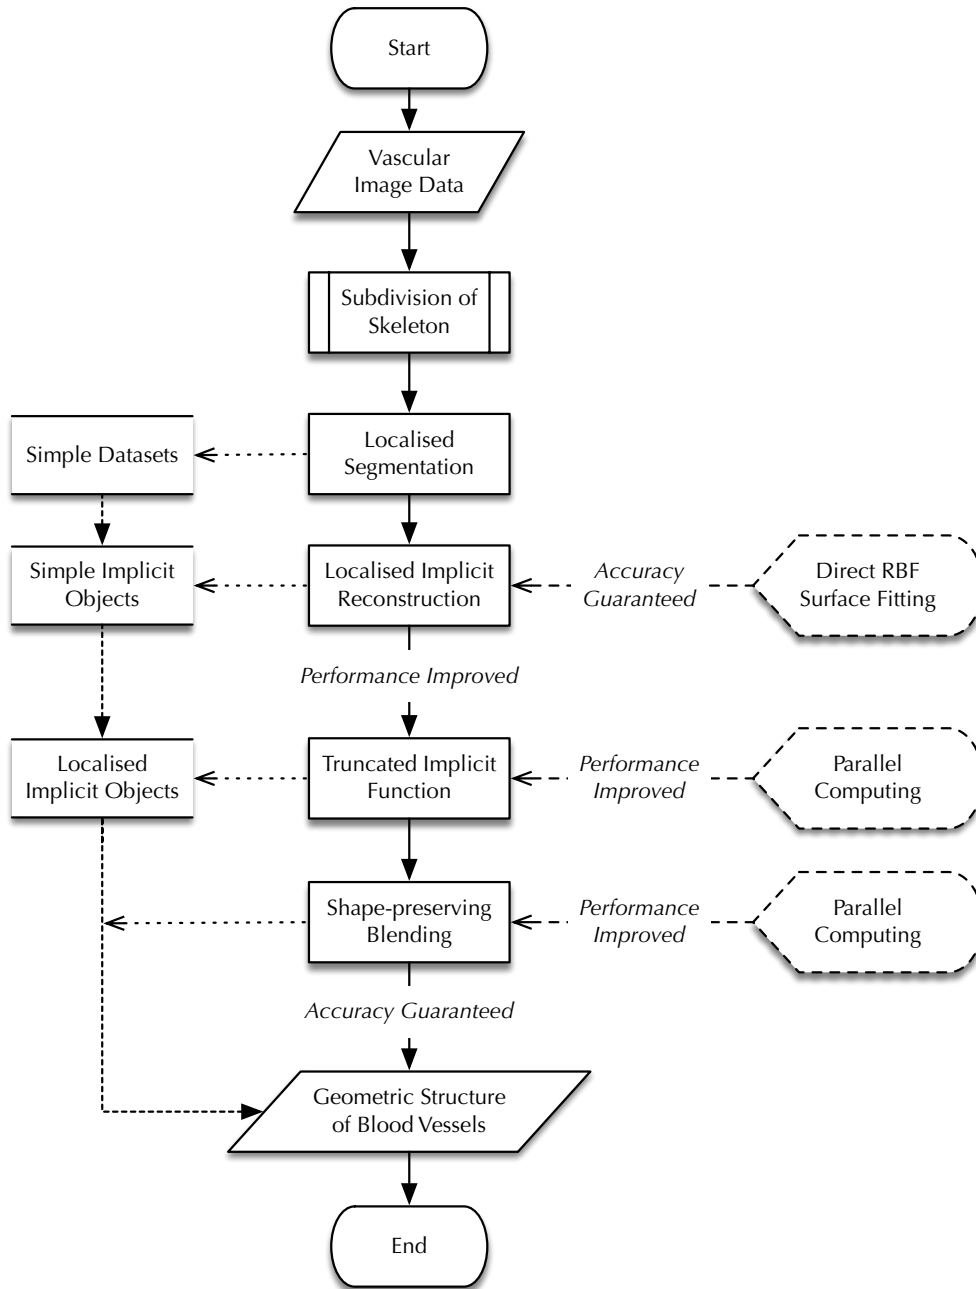 Start
Vascular
Image Data
Subdivision of
Skeleton
Simple Datasets
Localised
Segmentation
Simple Implicit
Objects
Localised Implicit
Reconstruction
Accuracy
Guaranteed
Direct RBF
Surface Fitting
Performance Improved
Localised
Implicit Objects
Truncated Implicit
Function
Performance
Improved
Parallel
Computing
Shape-preserving
Blending
Performance
Improved
Parallel
Computing
Accuracy Guaranteed
Geometric Structure
of Blood Vessels
End